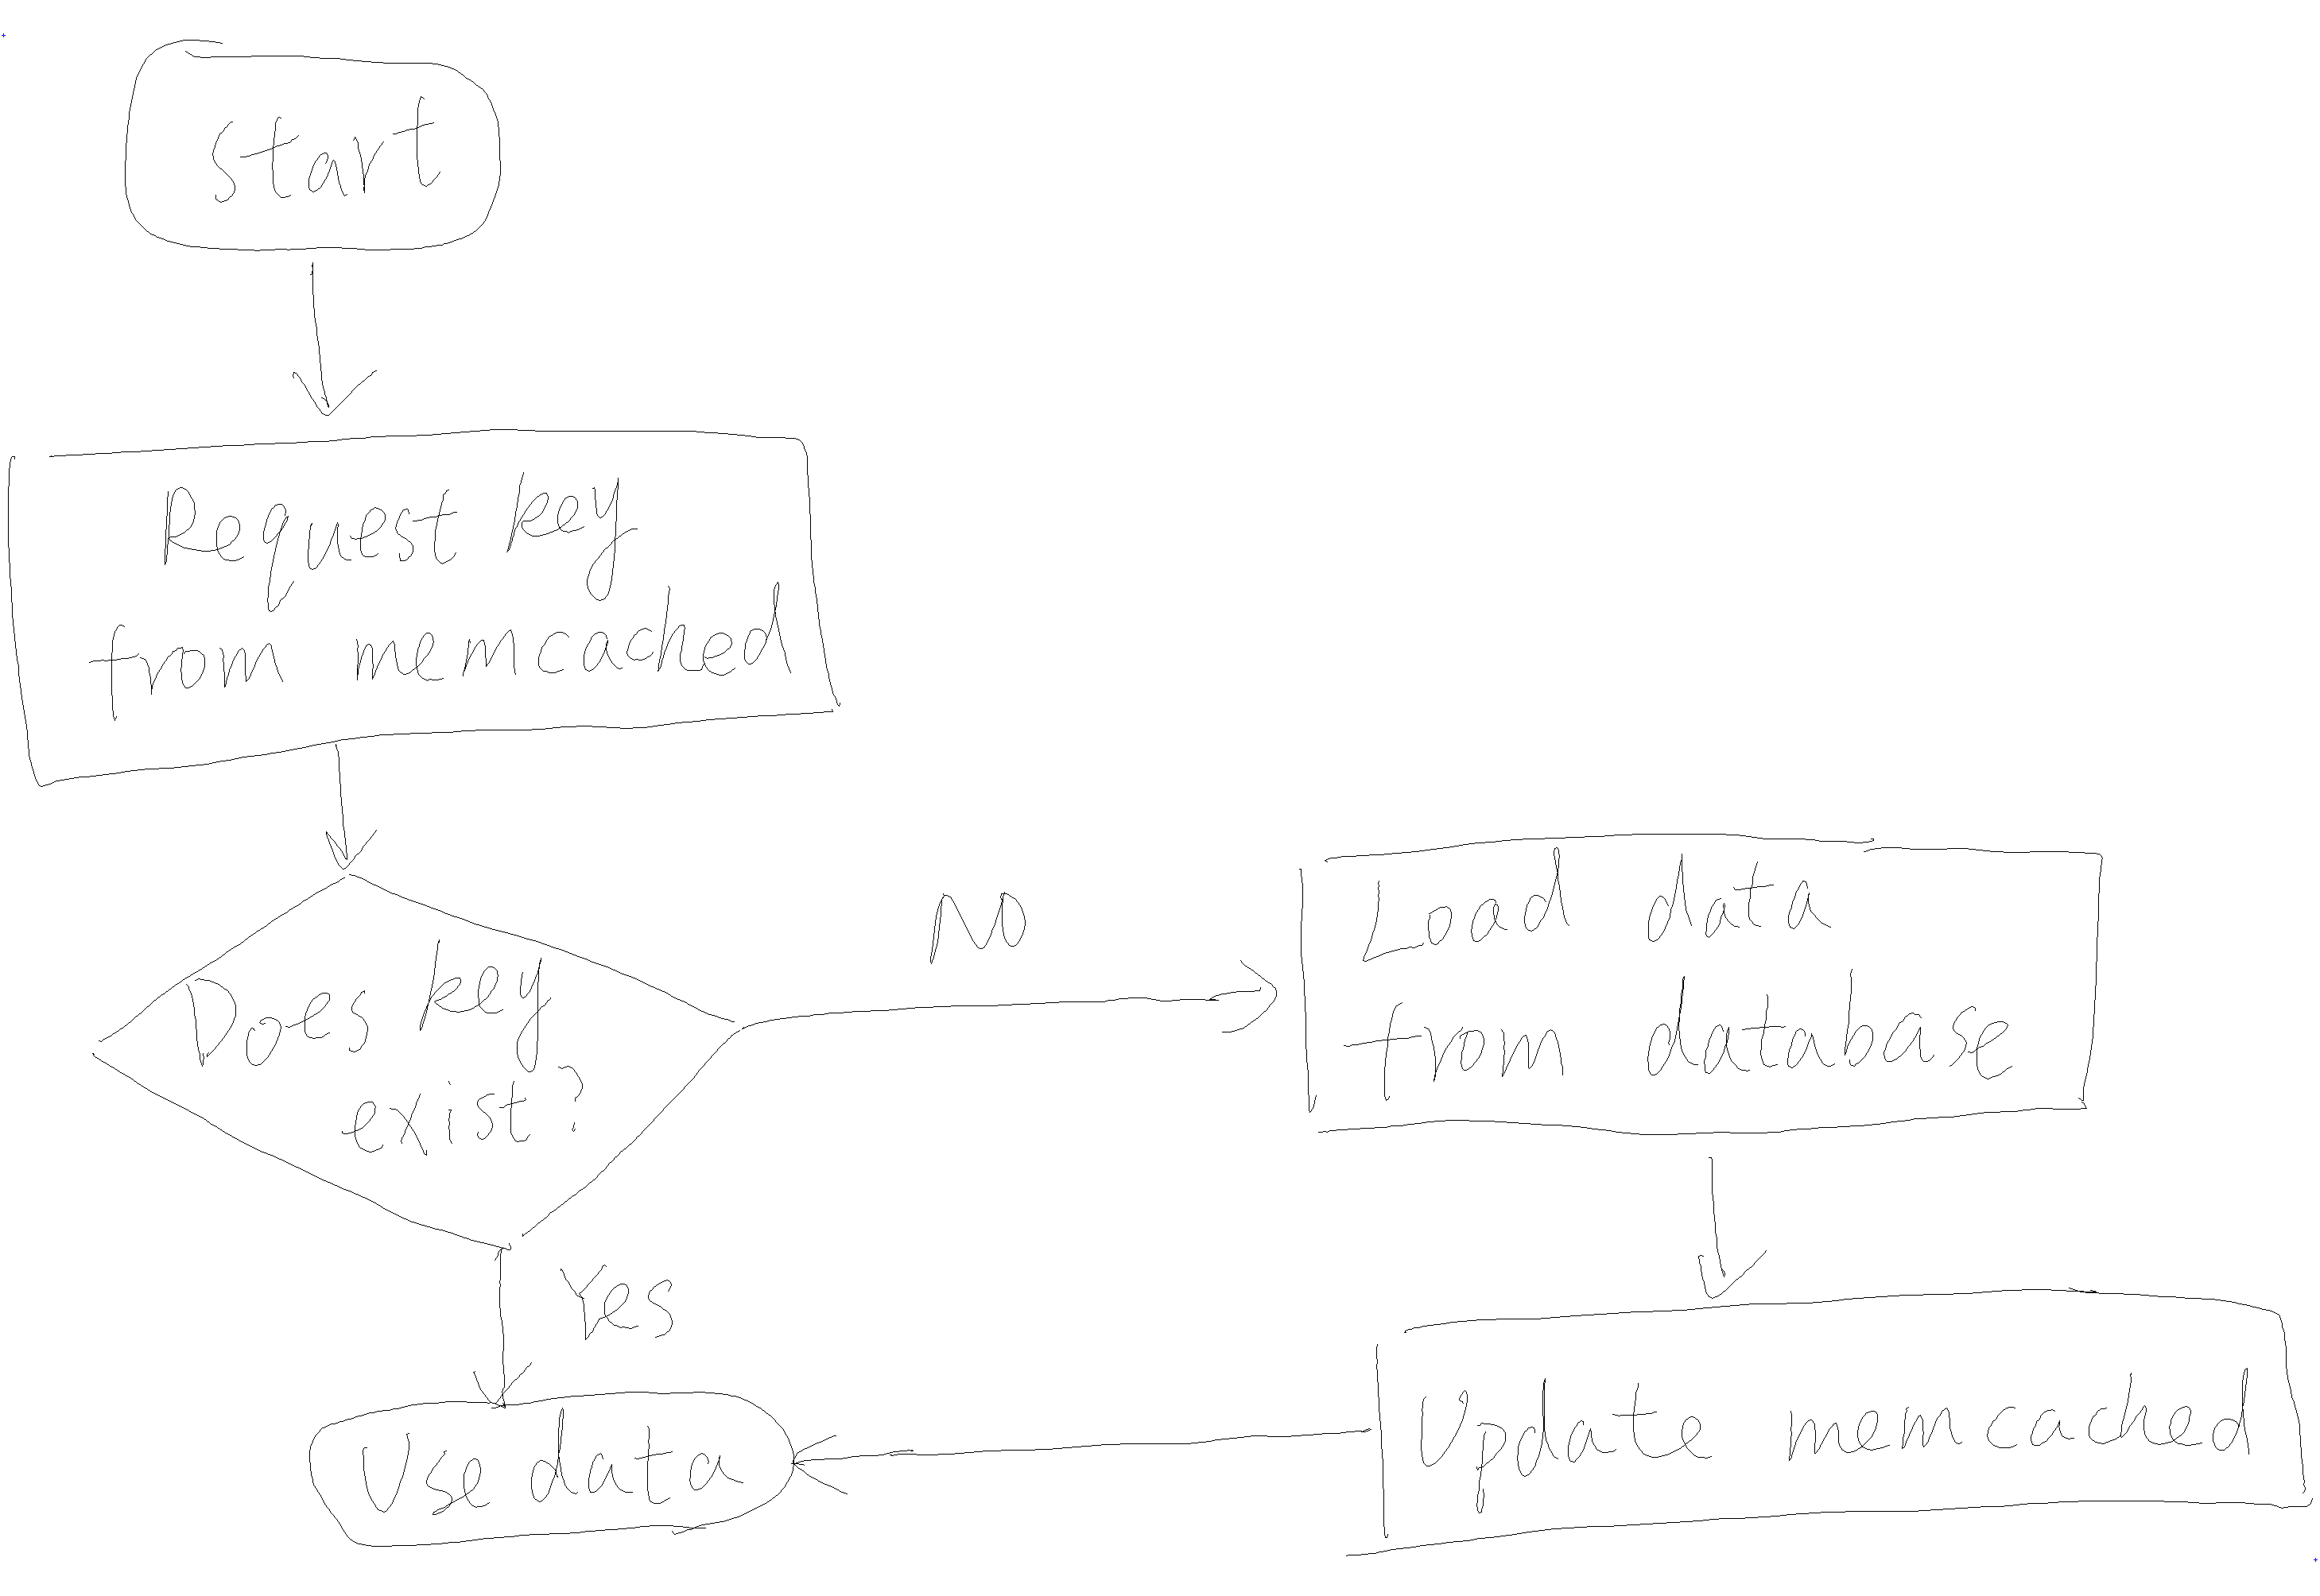 Start
Request key
from memcached
Does key
exist?
NO
Load data
from database
Yes
Update memcached
Use data